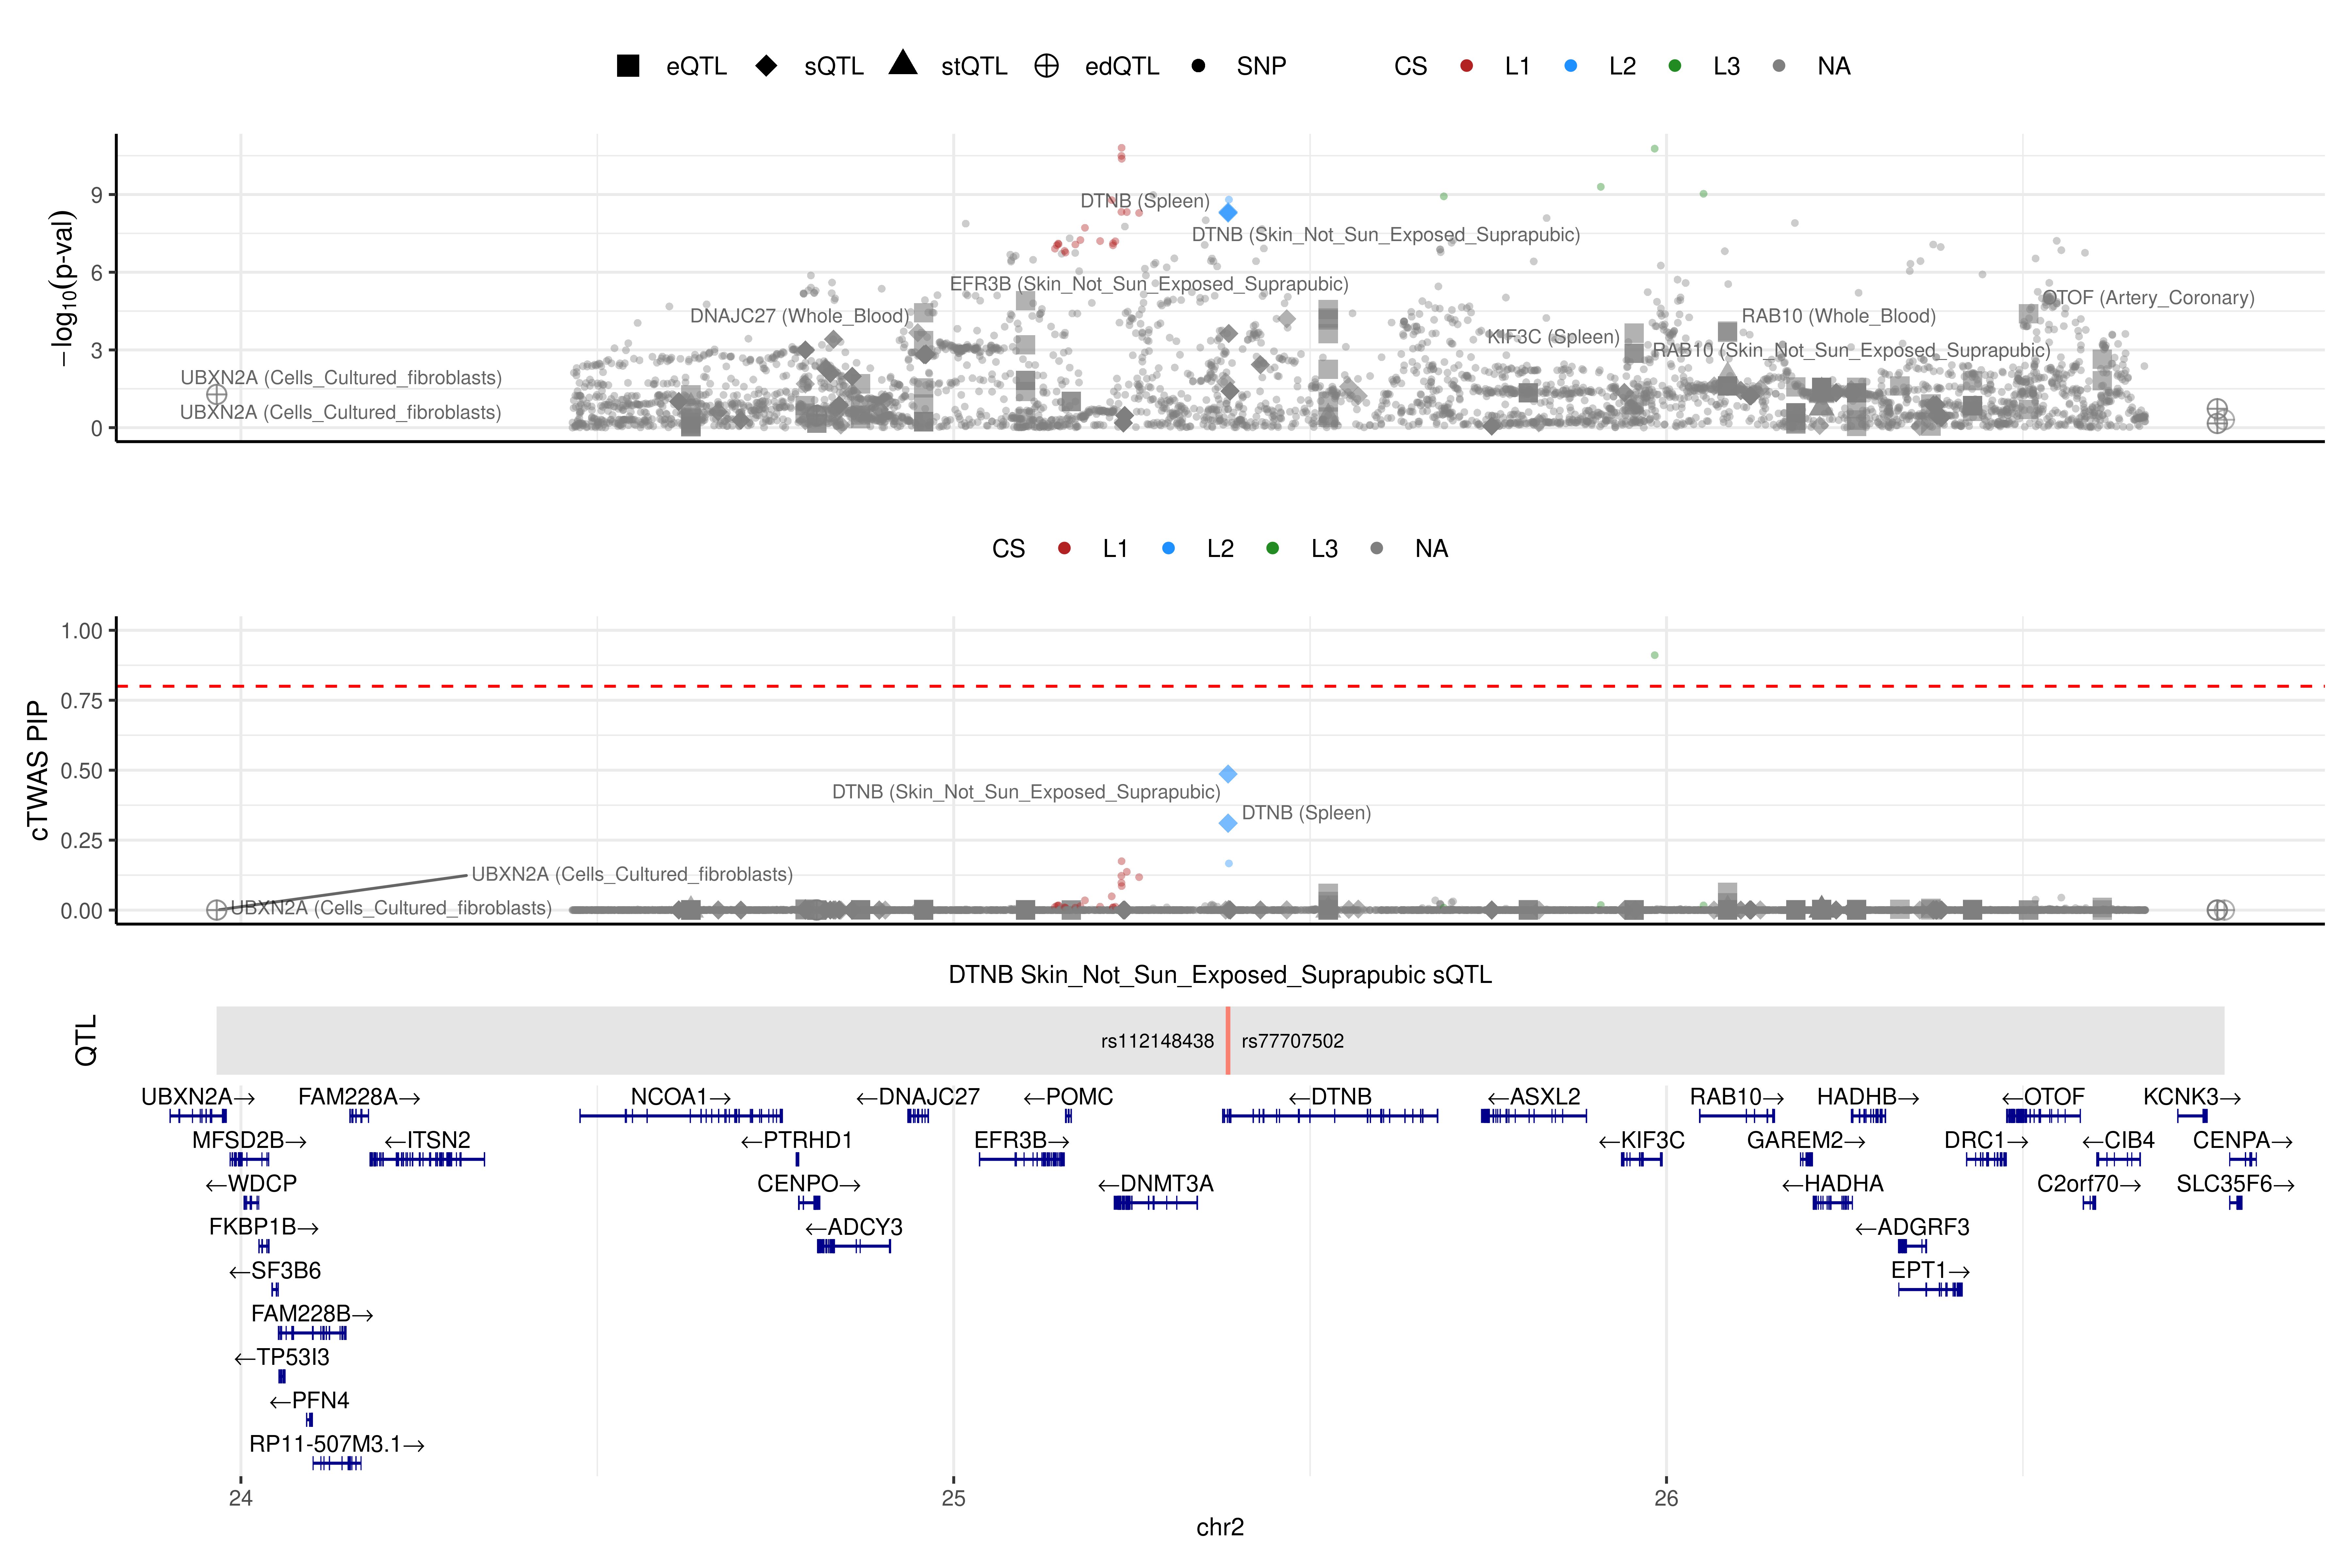 eQTL sQTL stQTL edQTL SNP CS L1 L2 L3 NA
−log10(p-val)
9
6
3
0
DTNB (Spleen)
DTNB (Skin_Not_Sun_Exposed_Suprapubic)
EFR3B (Skin_Not_Sun_Exposed_Suprapubic)
DNAJC27 (Whole_Blood)
OTOF (Artery_Coronary)
RAB10 (Whole_Blood)
KIF3C (Spleen)
RAB10 (Skin_Not_Sun_Exposed_Suprapubic)
UBXN2A (Cells_Cultured_fibroblasts)
UBXN2A (Cells_Cultured_fibroblasts)
CS L1 L2 L3 NA
cTWAS PIP
1.00
0.75
0.50
0.25
0.00
DTNB (Skin_Not_Sun_Exposed_Suprapubic)
DTNB (Spleen)
UBXN2A (Cells_Cultured_fibroblasts)
UBXN2A (Cells_Cultured_fibroblasts)
DTNB Skin_Not_Sun_Exposed_Suprapubic sQTL
QTL
rs112148438 rs77707502
UBXN2A→ FAM228A→ NCOA1→ ←DNAJC27 ←POMC ←DTNB ←ASXL2 RAB10→ HADHB→ ←OTOF KCNK3→
MFSD2B→ ←ITSN2 ←PTRHD1 EFR3B→ ←KIF3C GAREM2→ DRC1→ ←CIB4 CENPA→
←WDCP CENPO→ ←DNMT3A ←HADHA C2orf70→ SLC35F6→
FKBP1B→ ←ADCY3 ←ADGRF3
←SF3B6 EPT1→
FAM228B→
←TP53I3
←PFN4
RP11-507M3.1→
24 25 26
chr2